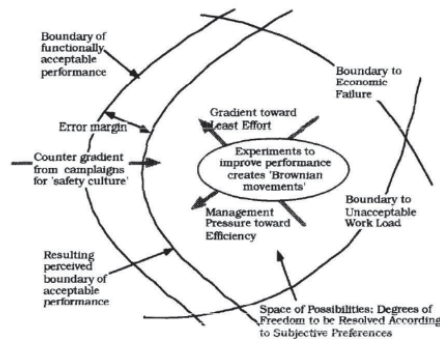 Boundary of
functionally
acceptable
performance
Boundary to
Economic
Failure
Gradient toward
Least Effort
Error margin
Counter gradient
from campaigns
for 'safety culture'
Experiments to
improve performance
creates 'Brownian
movements'
Management
Pressure toward
Efficiency
Boundary to
Unacceptable
Work Load
Resulting
perceived
boundary of
acceptable
performance
Space of Possibilities: Degrees of
Freedom to be Resolved According
to Subjective Preferences